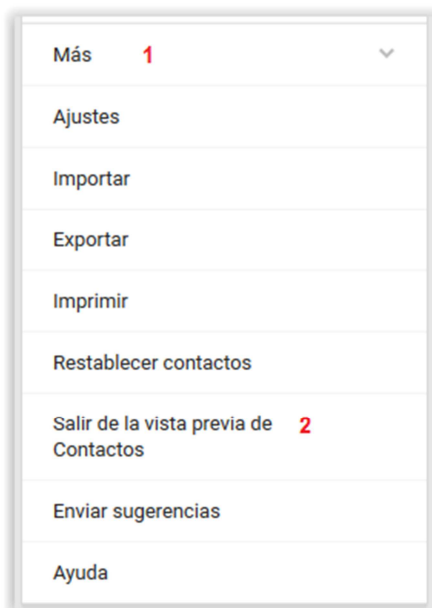 Más 1
Ajustes
Importar
Exportar
Imprimir
Restablecer contactos
Salir de la vista previa de 2
Contactos
Enviar sugerencias
Ayuda